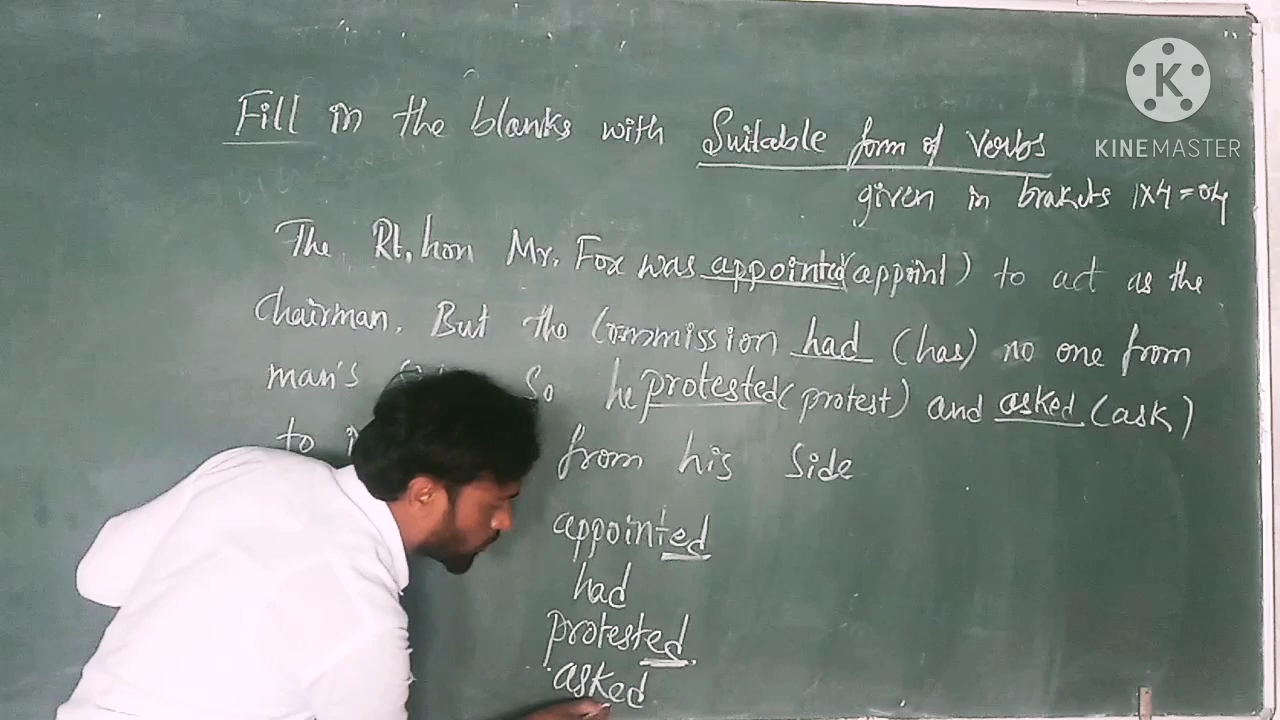 Fill in the blanks with Suitable form of Verbs
given in brakets 1x4=04
The Rt, hon Mr. Fox was appointed (appoint) to act as the
Chairman. But the Commission had (has) no one from
man's So he protested (protest) and asked (ask)
to from his Side
appointed
had
protested
asked
K
KINEMASTER